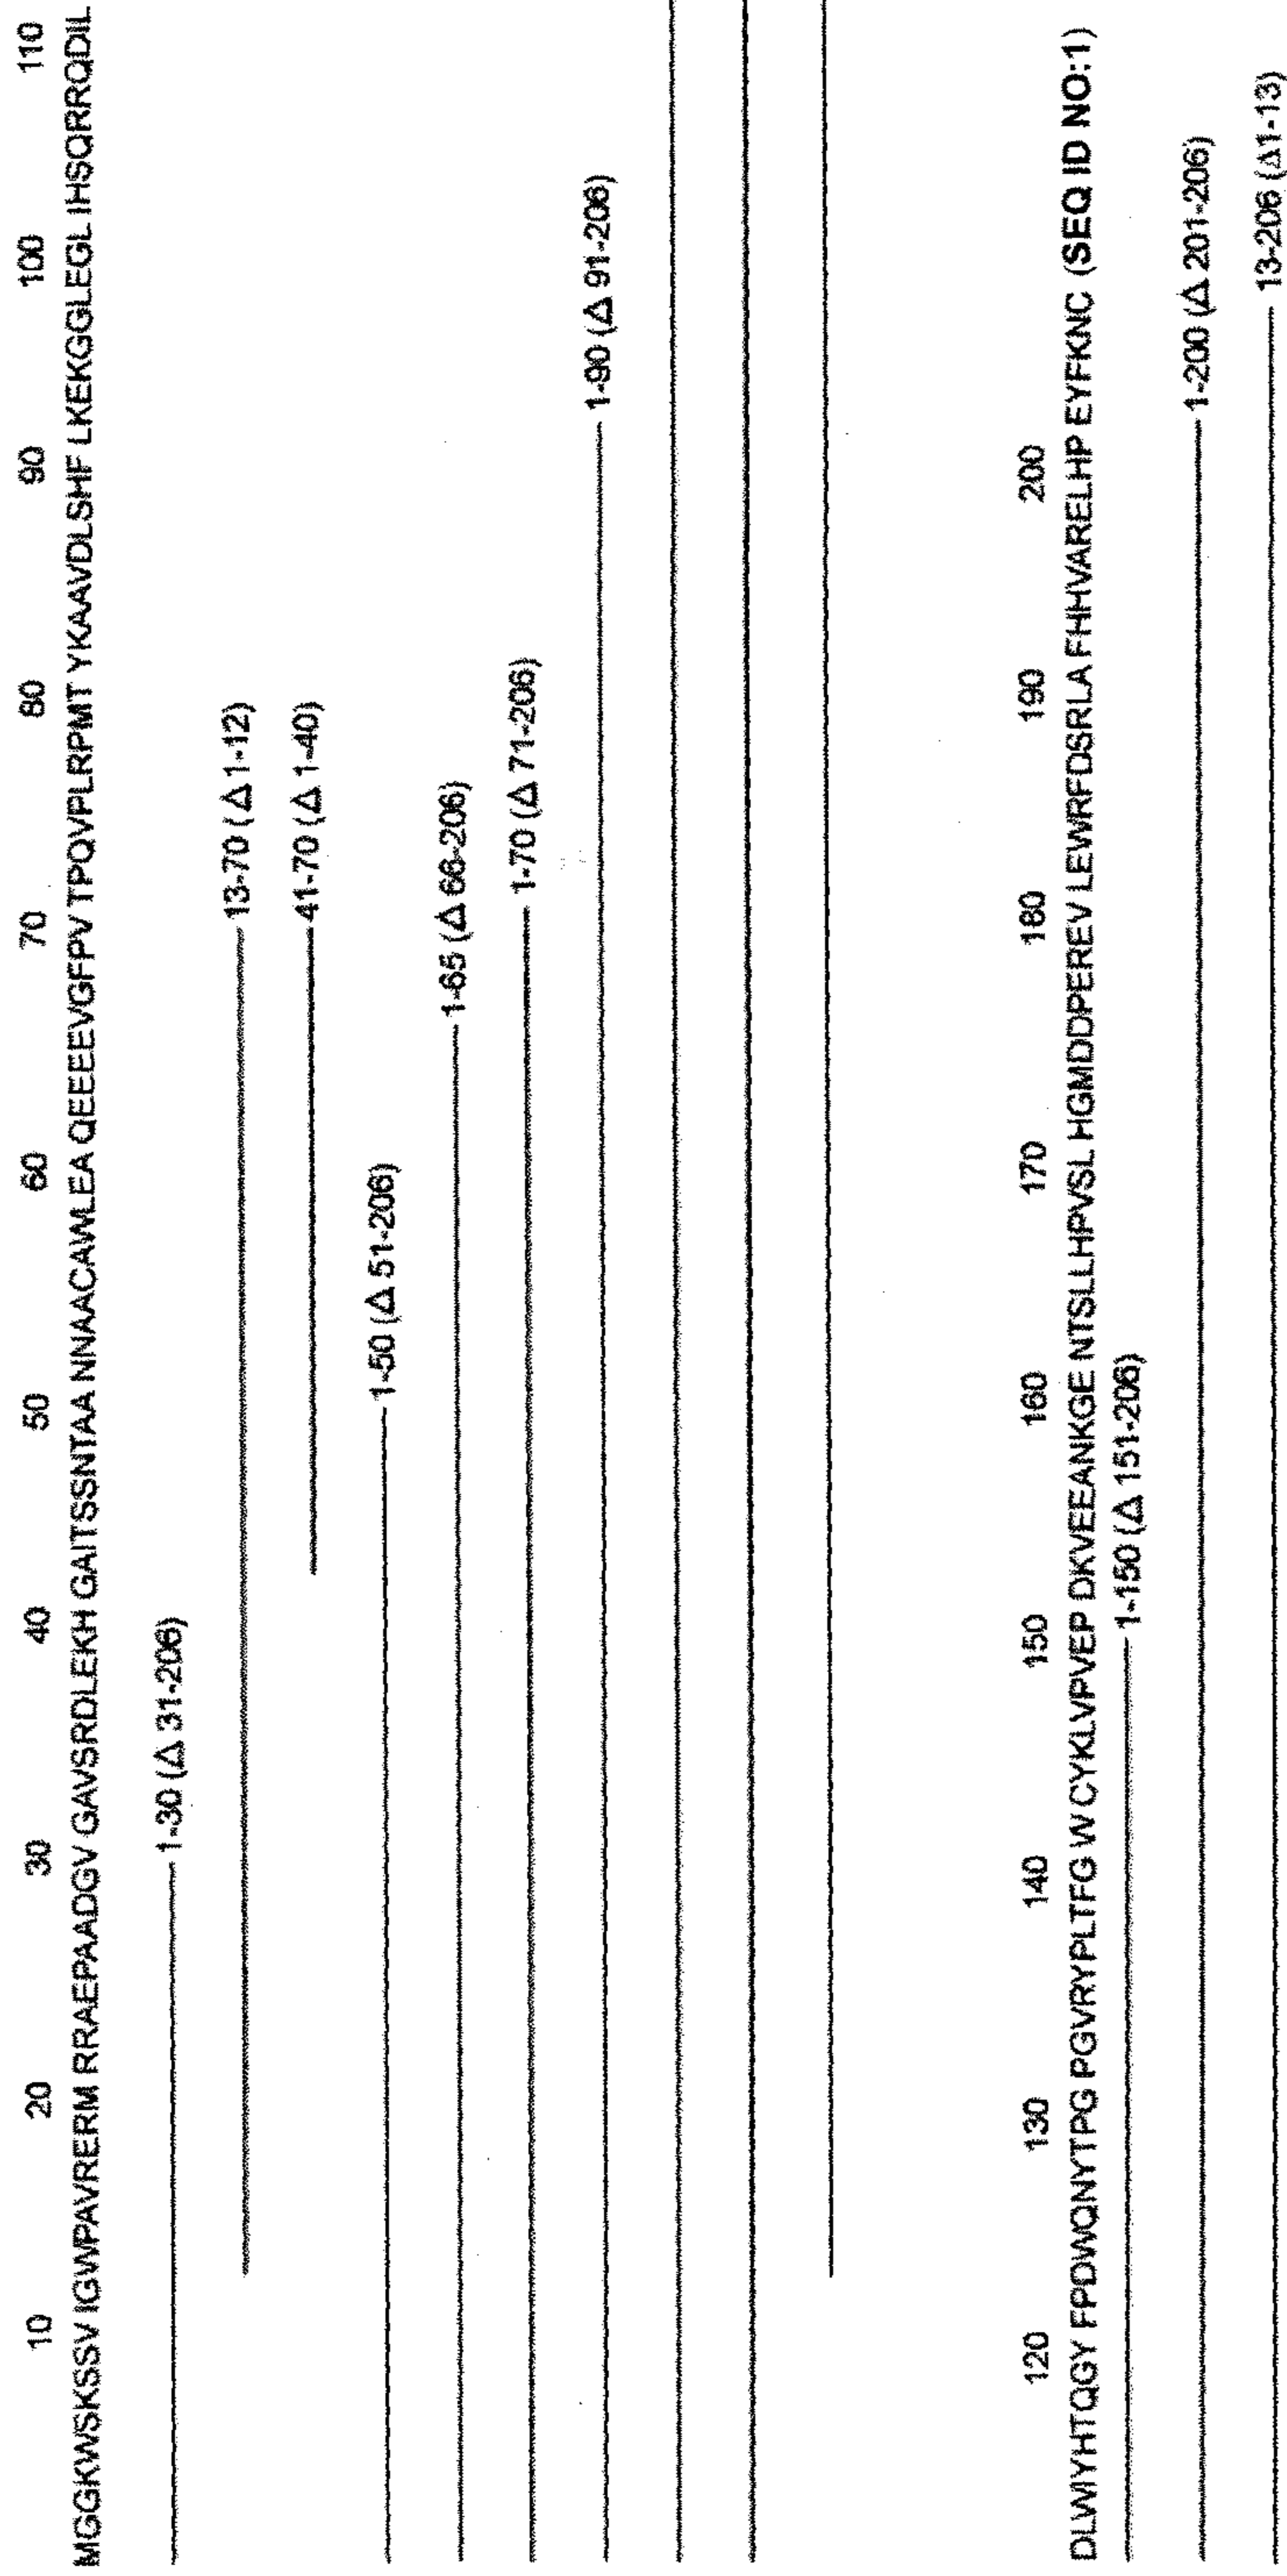 10 20 30 40 50 60 70 80 90 100 110
MGGKWSKSSV IGWPAVRERM RRAEPAADGV GAVSRDLEKH GAITSSNTAA NNAACAWLEA QEEEEVGFPV TPQVPLRPMT YKAAVDLSHF LKEKGGLEGL IHSQRRQDIL
1-30 (Δ 31-206)
13-70 (Δ 1-12)
41-70 (Δ 1-40)
1-50 (Δ 51-206)
1-65 (Δ 66-206)
1-70 (Δ 71-206)
1-90 (Δ 91-206)
120 130 140 150 160 170 180 190 200
DLWIYHTQGY FPDWQNYTPG PGVRYPLTFG W CYKLVPVEP DKVEEANKGE NTSLLHPVSL HGMDDPEREV LEWRFDSRLA FHHVARELHP EYFKNC (SEQ ID NO:1)
1-150 (Δ 151-206)
1-200 (Δ 201-206)
13-206 (Δ1-13)